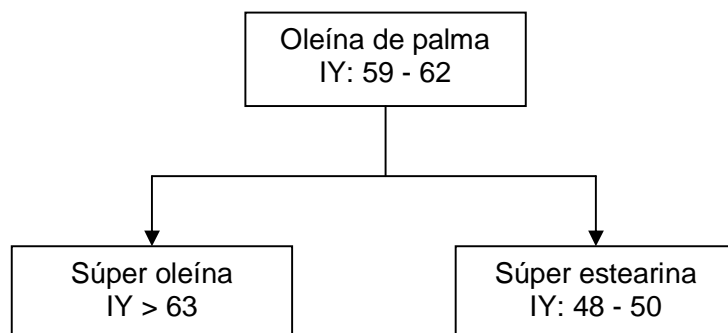 Oleína de palma
IY: 59 - 62
Súper oleína
IY > 63
Súper estearina
IY: 48 - 50